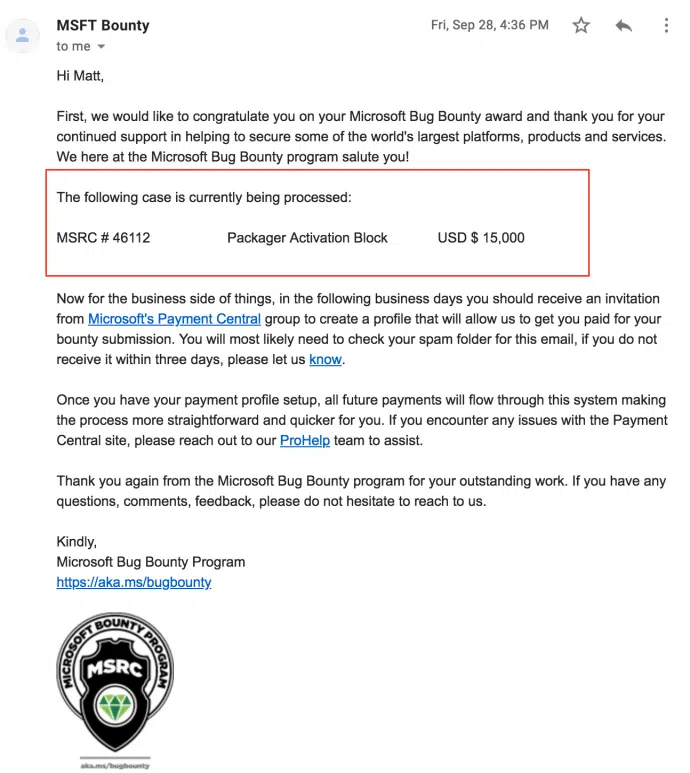 MSFT Bounty
Fri, Sep 28, 4:36 PM
to me
Hi Matt,
First, we would like to congratulate you on your Microsoft Bug Bounty award and thank you for your
continued support in helping to secure some of the world's largest platforms, products and services.
We here at the Microsoft Bug Bounty program salute you!
The following case is currently being processed:
MSRC # 46112 Packager Activation Block USD $ 15,000
Now for the business side of things, in the following business days you should receive an invitation
from Microsoft's Payment Central group to create a profile that will allow us to get you paid for your
bounty submission. You will most likely need to check your spam folder for this email, if you do not
receive it within three days, please let us know.
Once you have your payment profile setup, all future payments will flow through this system making
the process more straightforward and quicker for you. If you encounter any issues with the Payment
Central site, please reach out to our ProHelp team to assist.
Thank you again from the Microsoft Bug Bounty program for your outstanding work. If you have any
questions, comments, feedback, please do not hesitate to reach to us.
Kindly,
Microsoft Bug Bounty Program
https://aka.ms/bugbounty
MICROSOFT BOUNTY PROGRAM
MSRC
aka.ms/bugbounty